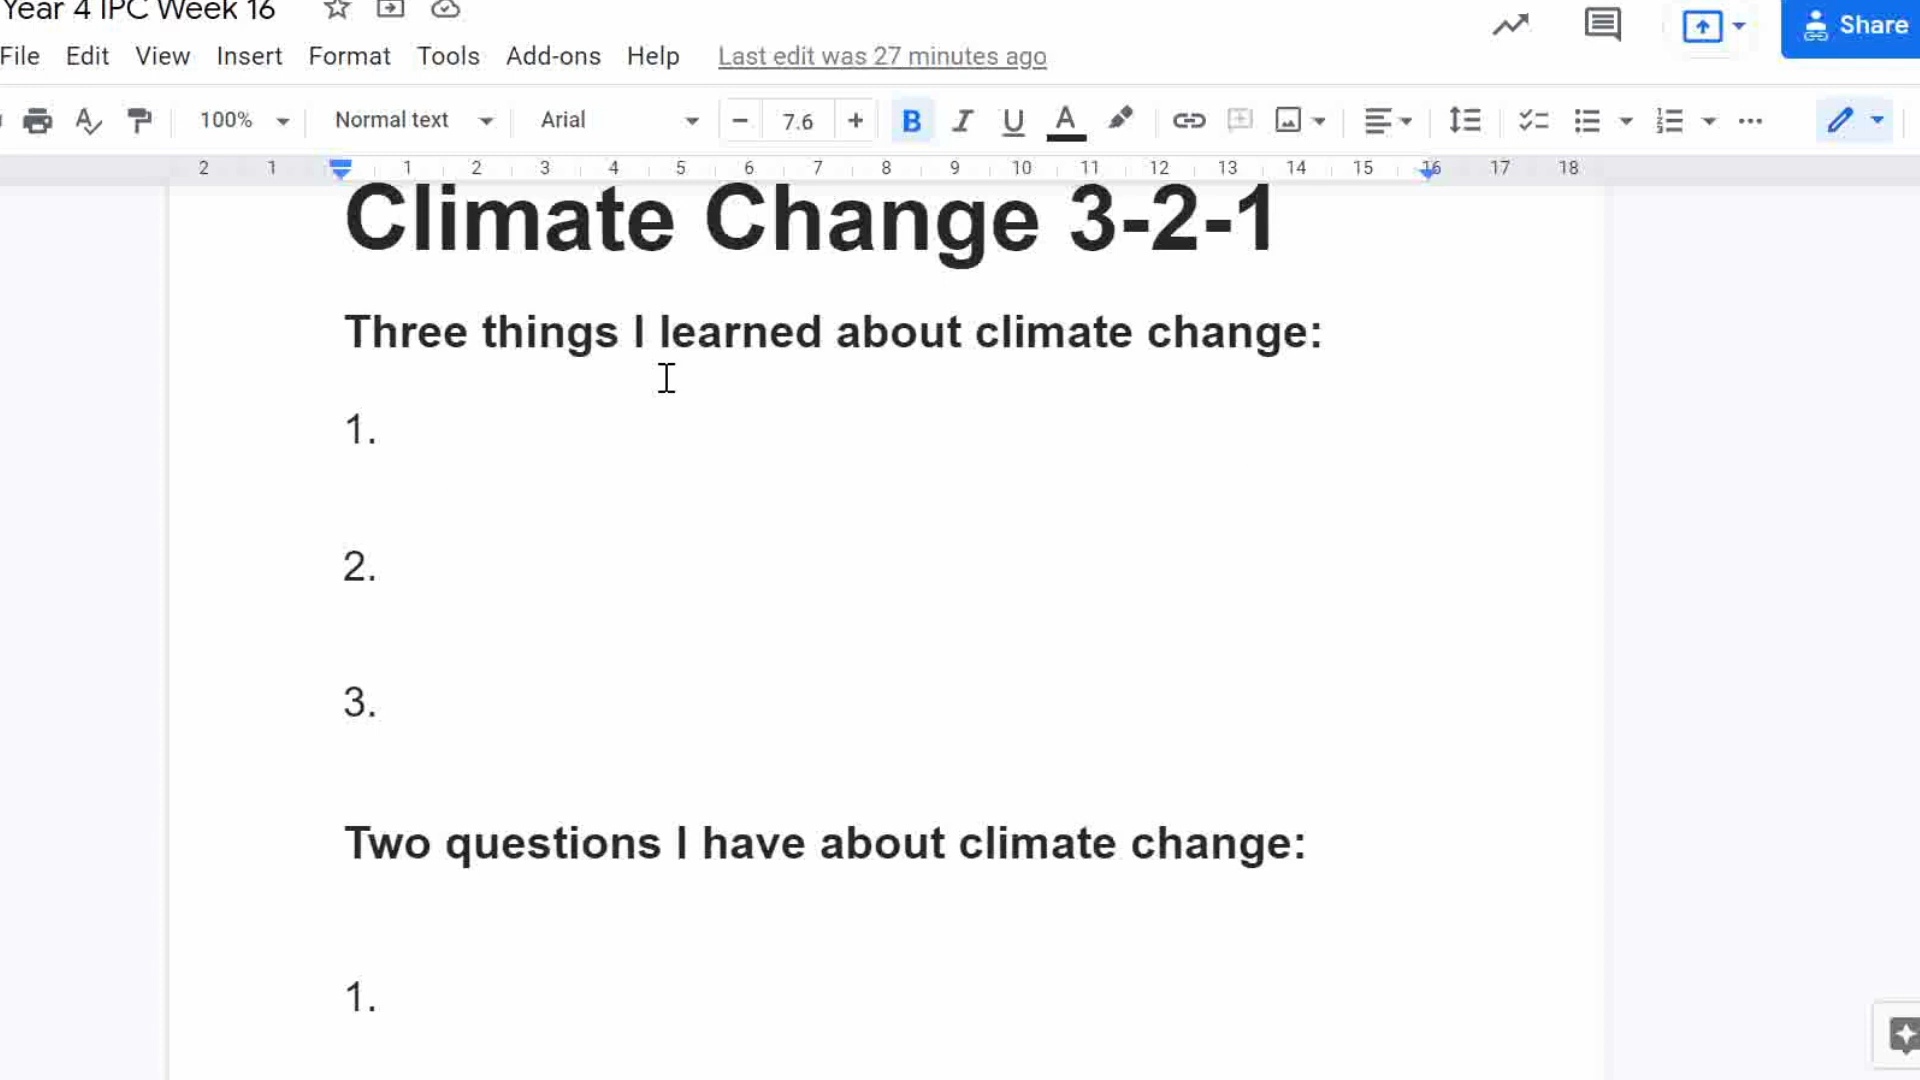 Year 4 IPC Week 16
File Edit View Insert Format Tools Add-ons Help Last edit was 27 minutes ago
Share
100% Normal text Arial - 7.6 + B I U A
2 1 1 2 3 4 5 6 7 8 9 10 11 12 13 14 15 16 17 18
Climate Change 3-2-1
Three things I learned about climate change:
1.
2.
3.
Two questions I have about climate change:
1.